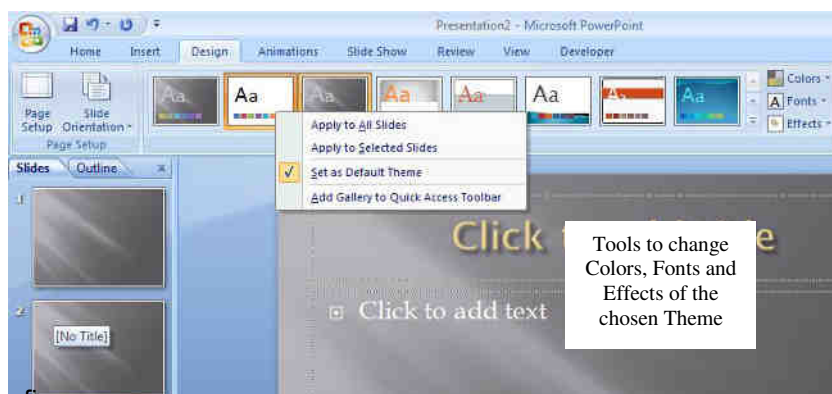 Presentation2 - Microsoft PowerPoint
Home Insert Design Animations Slide Show Review View Developer
Page Setup
Slide Orientation
Aa Aa Aa Aa Aa Aa Aa Aa
Colors
Fonts
Effects
Page Setup
Slides Outline x
Apply to All Slides
Apply to Selected Slides
Set as Default Theme
Add Gallery to Quick Access Toolbar
1
2
[No Title]
Click
e
Click to add text
Tools to change
Colors, Fonts and
Effects of the
chosen Theme